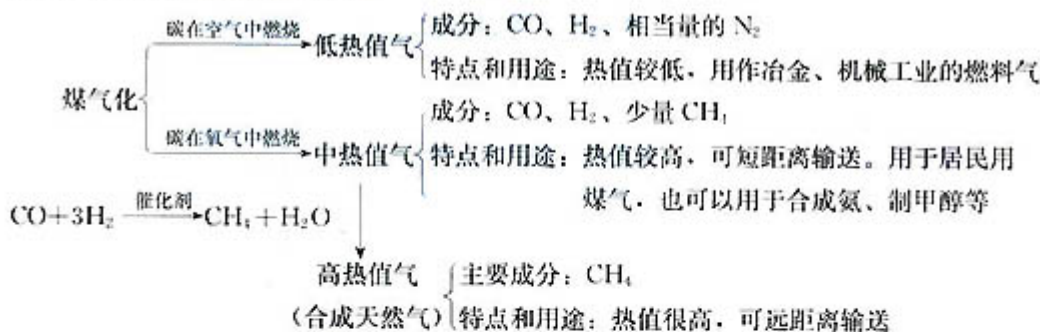 碳在空气中燃烧
低热值气
成分：CO、H₂、相当量的 N₂
特点和用途：热值较低，用作冶金、机械工业的燃料气
煤气化
碳在氧气中燃烧
中热值气
成分：CO、H₂、少量 CH₄
特点和用途：热值较高，可短距离输送。用于居民用
煤气，也可以用于合成氨、制甲醇等
CO+3H₂ 催化剂 CH₄+H₂O
高热值气
(合成天然气)
主要成分：CH₄
特点和用途：热值很高，可远距离输送